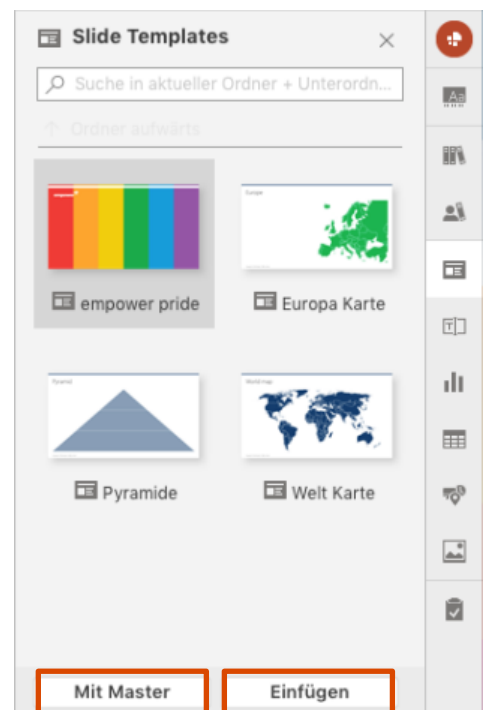 Slide Templates
Suche in aktueller Ordner + Unterordn...
Ordner aufwärts
empower pride
Europa Karte
Pyramide
Welt Karte
Mit Master
Einfügen